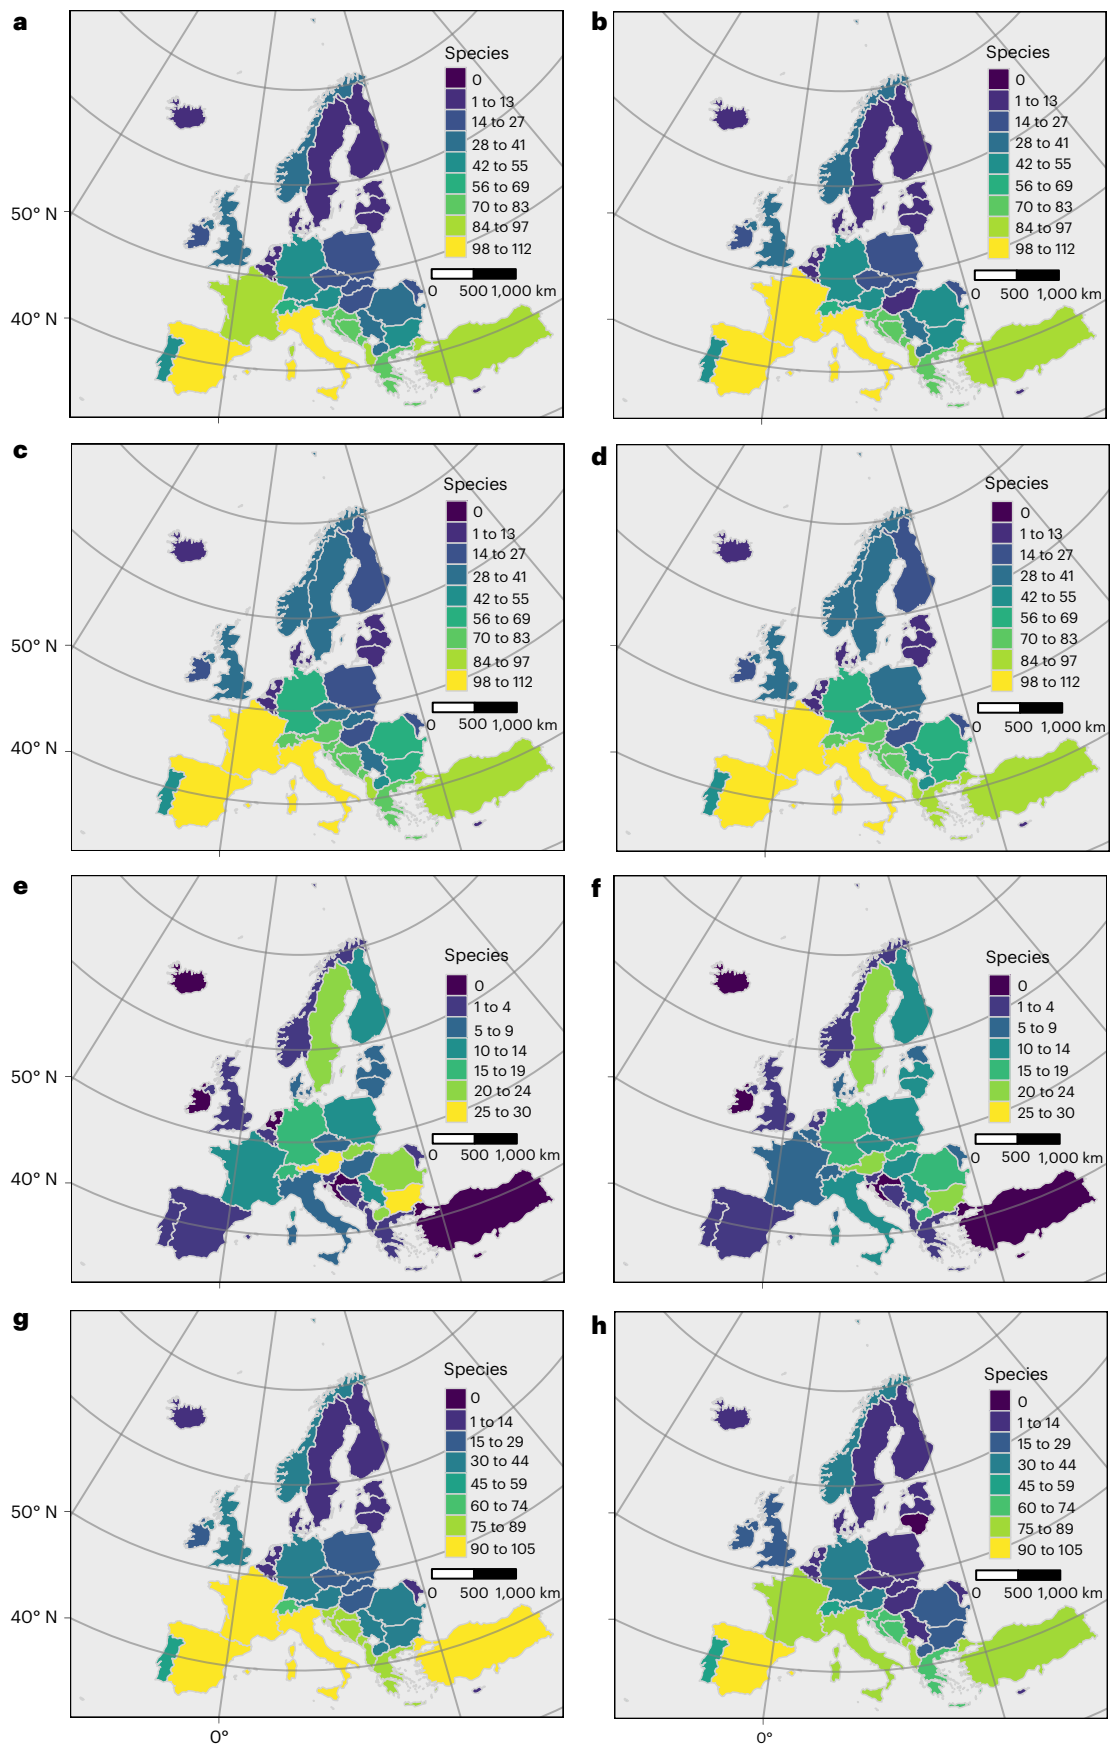 a
Species
0
1 to 13
14 to 27
28 to 41
42 to 55
56 to 69
70 to 83
84 to 97
98 to 112
0 500 1,000 km
50° N
40° N
b
Species
0
1 to 13
14 to 27
28 to 41
42 to 55
56 to 69
70 to 83
84 to 97
98 to 112
0 500 1,000 km
c
Species
0
1 to 13
14 to 27
28 to 41
42 to 55
56 to 69
70 to 83
84 to 97
98 to 112
0 500 1,000 km
50° N
40° N
d
Species
0
1 to 13
14 to 27
28 to 41
42 to 55
56 to 69
70 to 83
84 to 97
98 to 112
0 500 1,000 km
e
Species
0
1 to 4
5 to 9
10 to 14
15 to 19
20 to 24
25 to 30
0 500 1,000 km
50° N
40° N
f
Species
0
1 to 4
5 to 9
10 to 14
15 to 19
20 to 24
25 to 30
0 500 1,000 km
g
Species
0
1 to 14
15 to 29
30 to 44
45 to 59
60 to 74
75 to 89
90 to 105
0 500 1,000 km
50° N
40° N
0°
h
Species
0
1 to 14
15 to 29
30 to 44
45 to 59
60 to 74
75 to 89
90 to 105
0 500 1,000 km
0°